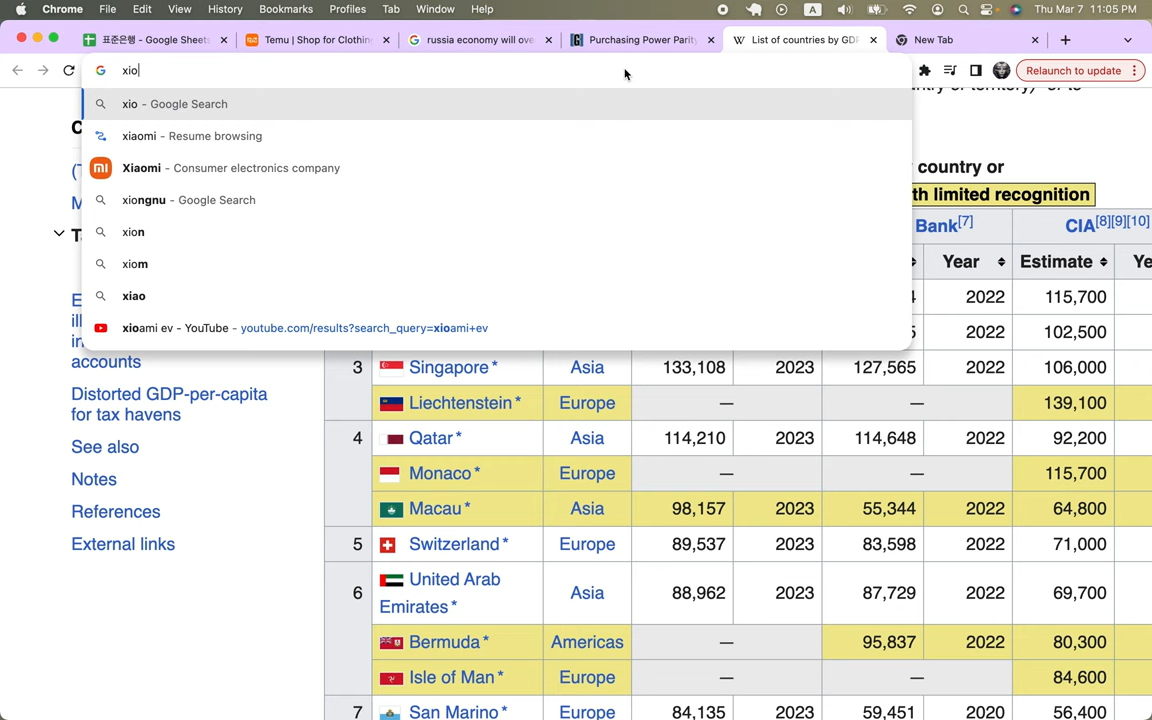 Chrome File Edit View History Bookmarks Profiles Tab Window Help A Thu Mar 7 11:05 PM
표준은행 - Google Sheets Temu | Shop for Clothin russia economy will ove Purchasing Power Parity W List of countries by GDP New Tab
xio Relaunch to update
xio - Google Search
xiaomi - Resume browsing
Xiaomi - Consumer electronics company
xiongnu - Google Search
xion
xiom
xiao
xioami ev - YouTube - youtube.com/results?search_query=xioami+ev
country or
th limited recognition
Bank[7] CIA[8][9][10]
Year Estimate Ye
2022 115,700
2022 102,500
accounts
Distorted GDP-per-capita
for tax havens
See also
Notes
References
External links
3 Singapore * Asia 133,108 2023 127,565 2022 106,000
Liechtenstein * Europe — — 139,100
4 Qatar * Asia 114,210 2023 114,648 2022 92,200
Monaco * Europe — — 115,700
Macau * Asia 98,157 2023 55,344 2022 64,800
5 Switzerland * Europe 89,537 2023 83,598 2022 71,000
6 United Arab
Emirates * Asia 88,962 2023 87,729 2022 69,700
Bermuda * Americas — 95,837 2022 80,300
Isle of Man * Europe — — 84,600
7 San Marino * Europe 84,135 2023 59,451 2020 56,400